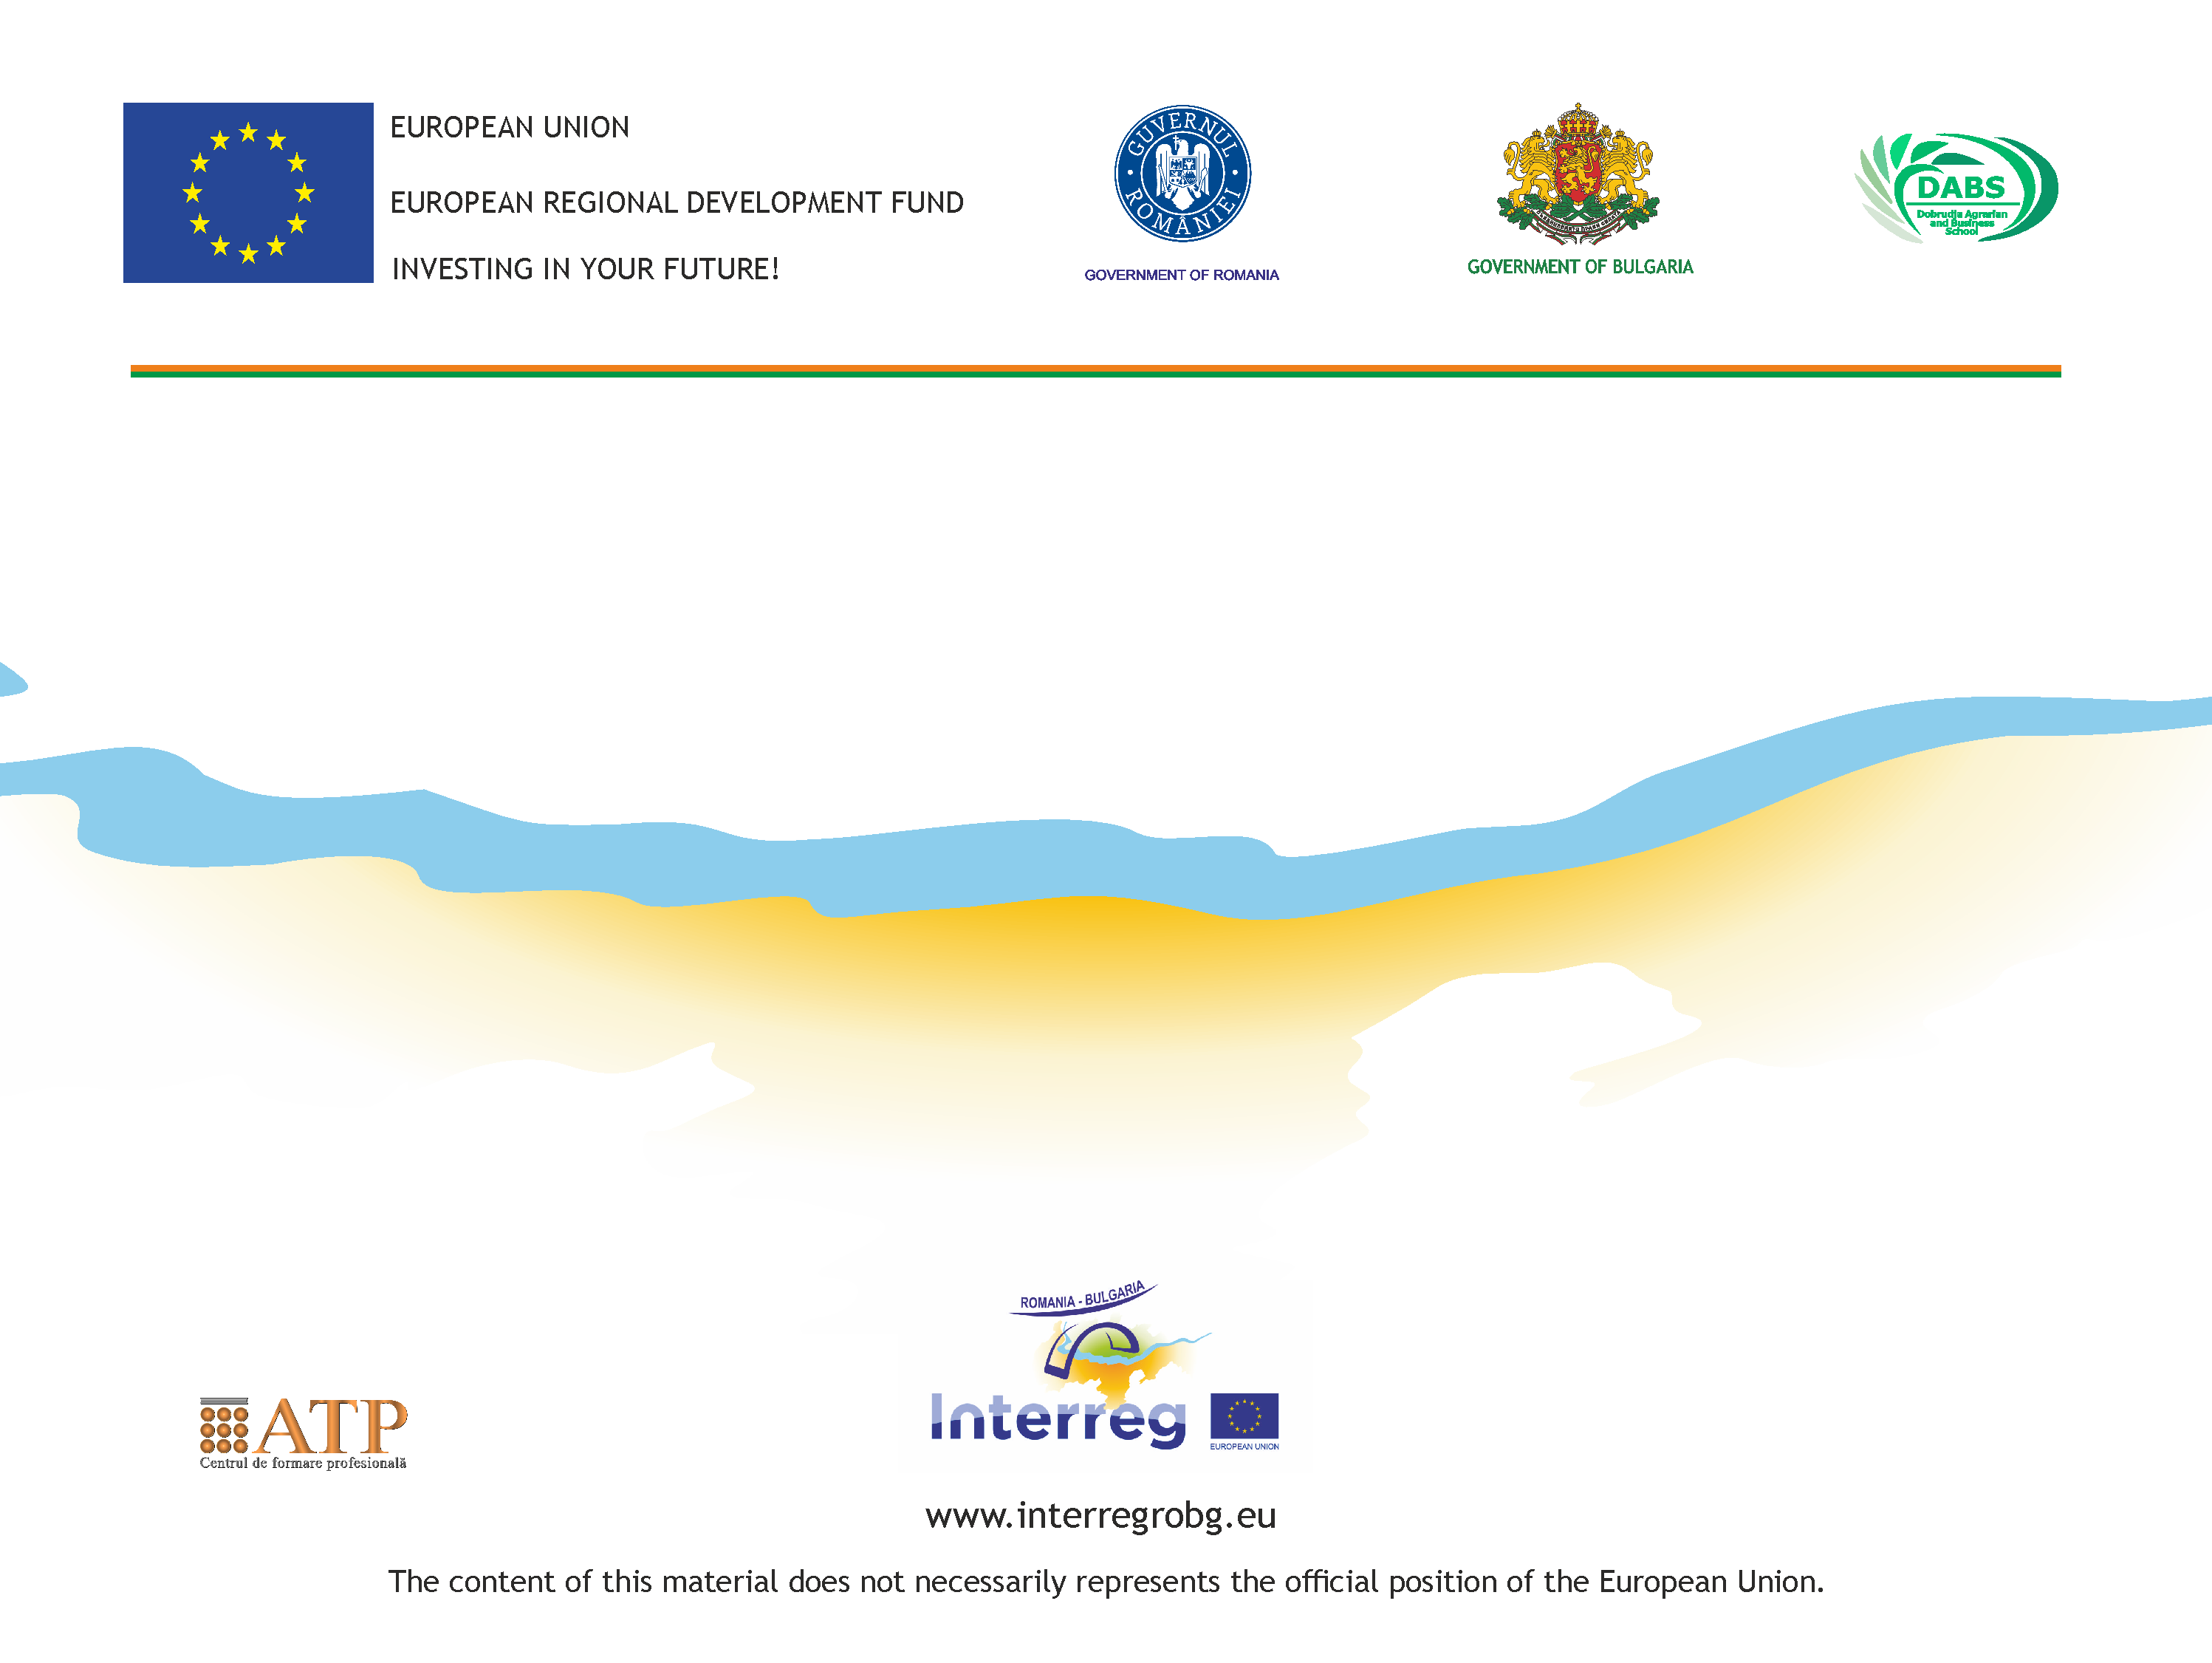 EUROPEAN UNION
EUROPEAN REGIONAL DEVELOPMENT FUND
INVESTING IN YOUR FUTURE!
GUVERNUL ROMÂNIEI
GOVERNMENT OF ROMANIA
GOVERNMENT OF BULGARIA
DABS
Dobrudja Agrarian
and Business
School
ROMANIA - BULGARIA
Interreg
EUROPEAN UNION
ATP
Centrul de formare profesională
www.interregrobg.eu
The content of this material does not necessarily represents the official position of the European Union.